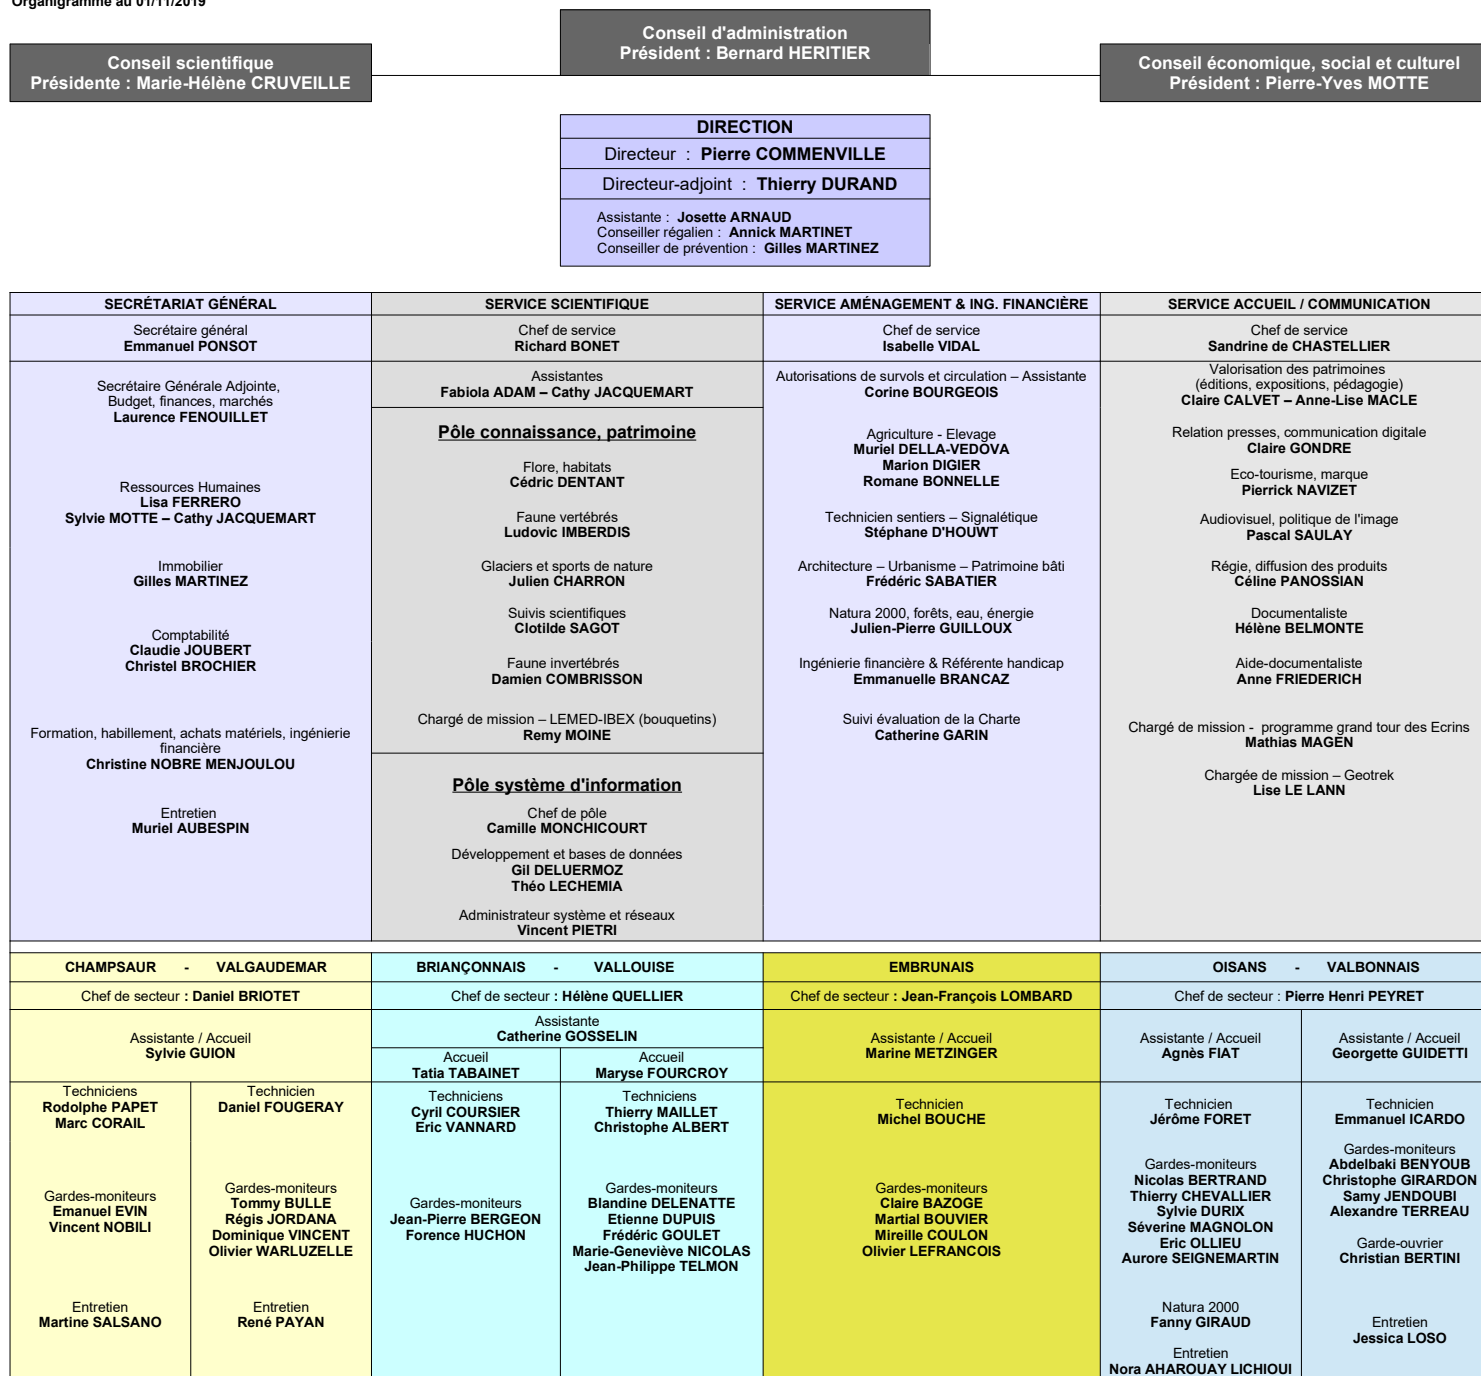 Organigramme au 01/11/2019
Conseil d'administration
Président : Bernard HERITIER
Conseil scientifique
Présidente : Marie-Hélène CRUVEILLE
Conseil économique, social et culturel
Président : Pierre-Yves MOTTE
DIRECTION
Directeur : Pierre COMMENVILLE
Directeur-adjoint : Thierry DURAND
Assistante : Josette ARNAUD
Conseiller régalien : Annick MARTINET
Conseiller de prévention : Gilles MARTINEZ
SECRÉTARIAT GÉNÉRAL
Secrétaire général
Emmanuel PONSOT
Secrétaire Générale Adjointe,
Budget, finances, marchés
Laurence FENOUILLET
Ressources Humaines
Lisa FERRERO
Sylvie MOTTE – Cathy JACQUEMART
Immobilier
Gilles MARTINEZ
Comptabilité
Claudie JOUBERT
Christel BROCHIER
Formation, habillement, achats matériels, ingénierie
financière
Christine NOBRE MENJOULOU
Entretien
Muriel AUBESPIN
SERVICE SCIENTIFIQUE
Chef de service
Richard BONET
Assistantes
Fabiola ADAM – Cathy JACQUEMART
Pôle connaissance, patrimoine
Flore, habitats
Cédric DENTANT
Faune vertébrés
Ludovic IMBERDIS
Glaciers et sports de nature
Julien CHARRON
Suivis scientifiques
Clotilde SAGOT
Faune invertébrés
Damien COMBRISSON
Chargé de mission – LEMED-IBEX (bouquetins)
Remy MOINE
Pôle système d'information
Chef de pôle
Camille MONCHICOURT
Développement et bases de données
Gil DELUERMOZ
Théo LECHEMIA
Administrateur système et réseaux
Vincent PIETRI
SERVICE AMÉNAGEMENT & ING. FINANCIÈRE
Chef de service
Isabelle VIDAL
Autorisations de survols et circulation – Assistante
Corine BOURGEOIS
Agriculture - Elevage
Muriel DELLA-VEDOVA
Marion DIGIER
Romane BONNELLE
Technicien sentiers – Signalétique
Stéphane D'HOUWT
Architecture – Urbanisme – Patrimoine bâti
Frédéric SABATIER
Natura 2000, forêts, eau, énergie
Julien-Pierre GUILLOUX
Ingénierie financière & Référente handicap
Emmanuelle BRANCAZ
Suivi évaluation de la Charte
Catherine GARIN
SERVICE ACCUEIL / COMMUNICATION
Chef de service
Sandrine de CHASTELLIER
Valorisation des patrimoines
(éditions, expositions, pédagogie)
Claire CALVET – Anne-Lise MACLE
Relation presses, communication digitale
Claire GONDRE
Eco-tourisme, marque
Pierrick NAVIZET
Audiovisuel, politique de l'image
Pascal SAULAY
Régie, diffusion des produits
Céline PANOSSIAN
Documentaliste
Hélène BELMONTE
Aide-documentaliste
Anne FRIEDERICH
Chargé de mission - programme grand tour des Ecrins
Mathias MAGEN
Chargée de mission – Geotrek
Lise LE LANN
CHAMPSAUR - VALGAUDEMAR
Chef de secteur : Daniel BRIOTET
Assistante / Accueil
Sylvie GUION
Techniciens
Rodolphe PAPET
Marc CORAIL
Gardes-moniteurs
Emanuel EVIN
Vincent NOBILI
Entretien
Martine SALSANO
Technicien
Daniel FOUGERAY
Gardes-moniteurs
Tommy BULLE
Régis JORDANA
Dominique VINCENT
Olivier WARLUZELLE
Entretien
René PAYAN
BRIANÇONNAIS - VALLOUISE
Chef de secteur : Hélène QUELLIER
Assistante
Catherine GOSSELIN
Accueil
Tatia TABAINET
Techniciens
Cyril COURSIER
Eric VANNARD
Gardes-moniteurs
Jean-Pierre BERGEON
Forence HUCHON
Accueil
Maryse FOURCROY
Techniciens
Thierry MAILLET
Christophe ALBERT
Gardes-moniteurs
Blandine DELENATTE
Etienne DUPUIS
Frédéric GOULET
Marie-Geneviève NICOLAS
Jean-Philippe TELMON
EMBRUNAIS
Chef de secteur : Jean-François LOMBARD
Assistante / Accueil
Marine METZINGER
Technicien
Michel BOUCHE
Gardes-moniteurs
Claire BAZOGE
Martial BOUVIER
Mireille COULON
Olivier LEFRANCOIS
OISANS - VALBONNAIS
Chef de secteur : Pierre Henri PEYRET
Assistante / Accueil
Agnès FIAT
Technicien
Jérôme FORET
Gardes-moniteurs
Nicolas BERTRAND
Thierry CHEVALLIER
Sylvie DURIX
Séverine MAGNOLON
Eric OLLIEU
Aurore SEIGNEMARTIN
Natura 2000
Fanny GIRAUD
Entretien
Nora AHAROUAY LICHIOUI
Assistante / Accueil
Georgette GUIDETTI
Technicien
Emmanuel ICARDO
Gardes-moniteurs
Abdelbaki BENYOUB
Christophe GIRARDON
Samy JENDOUBI
Alexandre TERREAU
Garde-ouvrier
Christian BERTINI
Entretien
Jessica LOSO